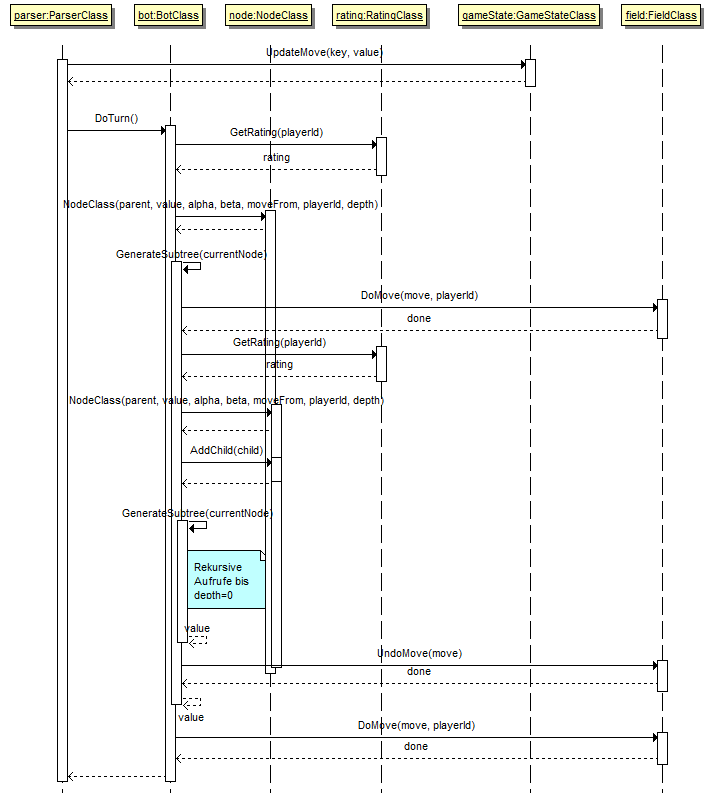 parser:ParserClass
bot:BotClass
node:NodeClass
rating:RatingClass
gameState:GameStateClass
field:FieldClass
UpdateMove(key, value)
DoTurn()
GetRating(playerId)
rating
NodeClass(parent, value, alpha, beta, moveFrom, playerId, depth)
GenerateSubtree(currentNode)
DoMove(move, playerId)
done
GetRating(playerId)
rating
NodeClass(parent, value, alpha, beta, moveFrom, playerId, depth)
AddChild(child)
GenerateSubtree(currentNode)
Rekursive
Aufrufe bis
depth=0
value
UndoMove(move)
done
value
DoMove(move, playerId)
done